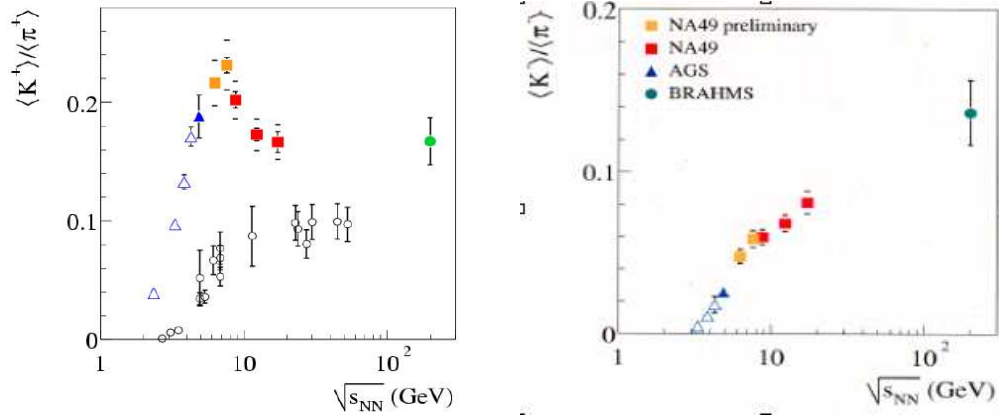 ⟨K⁺⟩/⟨π⁺⟩
0.2
0.1
0
1
10
10²
√sNN (GeV)
⟨K⁻⟩/⟨π⁻⟩
0.2
NA49 preliminary
NA49
AGS
BRAHMS
0.1
0
1
10
10²
√sNN (GeV)